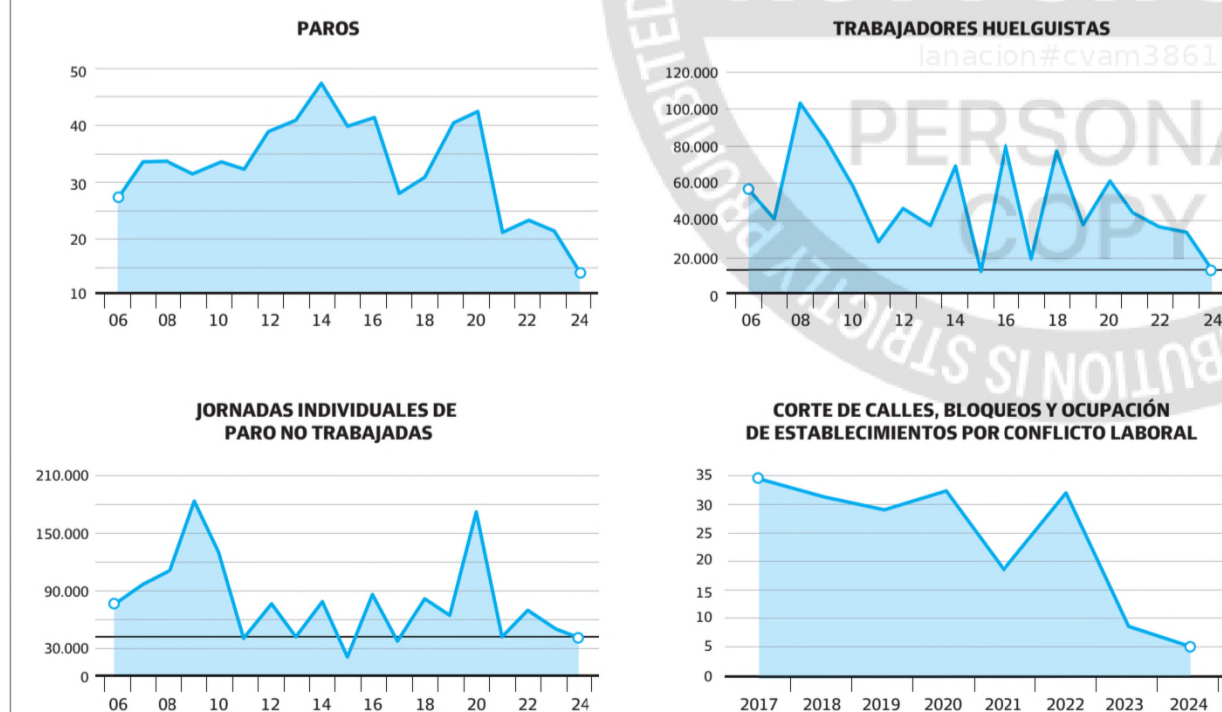 PAROS
50
40
30
20
10
06 08 10 12 14 16 18 20 22 24
TRABAJADORES HUELGUISTAS
lanacion#cvam3861
120.000
100.000
80.000
60.000
40.000
20.000
0
06 08 10 12 14 16 18 20 22 24
PERSONA
COPY
STRICTLY PROHIBITED
BUTION IS STRICTLY
JORNADAS INDIVIDUALES DE
PARO NO TRABAJADAS
210.000
150.000
90.000
30.000
0
06 08 10 12 14 16 18 20 22 24
CORTE DE CALLES, BLOQUEOS Y OCUPACIÓN
DE ESTABLECIMIENTOS POR CONFLICTO LABORAL
35
30
25
20
15
10
5
0
2017 2018 2019 2020 2021 2022 2023 2024